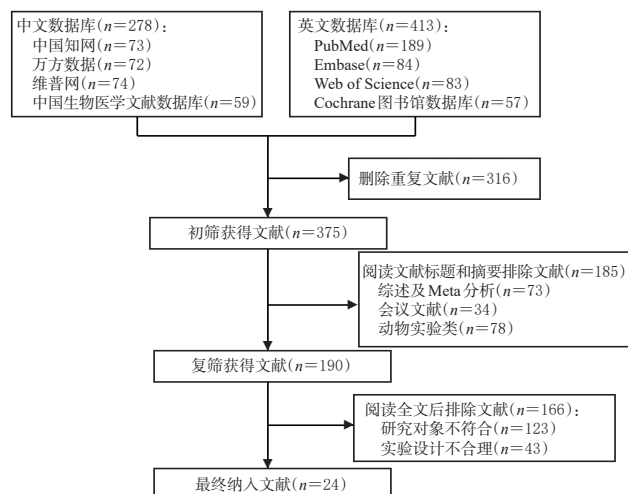 中文数据库(n=278)：
中国知网(n=73)
万方数据(n=72)
维普网(n=74)
中国生物医学文献数据库(n=59)
英文数据库(n=413)：
PubMed(n=189)
Embase(n=84)
Web of Science(n=83)
Cochrane图书馆数据库(n=57)
删除重复文献(n=316)
初筛获得文献(n=375)
阅读文献标题和摘要排除文献(n=185)
综述及Meta分析(n=73)
会议文献(n=34)
动物实验类(n=78)
复筛获得文献(n=190)
阅读全文后排除文献(n=166)：
研究对象不符合(n=123)
实验设计不合理(n=43)
最终纳入文献(n=24)